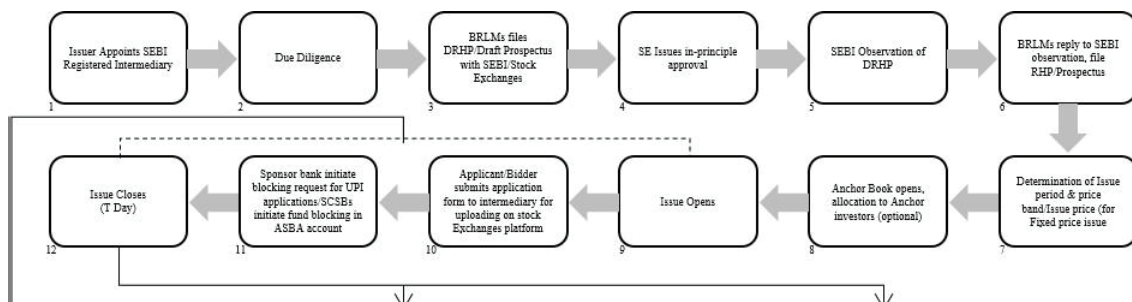 Issuer Appoints SEBI
Registered Intermediary
1
Due Diligence
2
BRLMs files
DRHP/Draft Prospectus
with SEBI/Stock
Exchanges
3
SE Issues in-principle
approval
4
SEBI Observation of
DRHP
5
BRLMs reply to SEBI
observation, file
RHP/Prospectus
6
Determination of Issue
period & price
band/Issue price (for
Fixed price issue
7
Anchor Book opens,
allocation to Anchor
investors (optional)
8
Issue Opens
9
Applicant/Bidder
submits application
form to intermediary for
uploading on stock
Exchanges platform
10
Sponsor bank initiate
blocking request for UPI
applications/SCSBs
initiate fund blocking in
ASBA account
11
Issue Closes
(T Day)
12